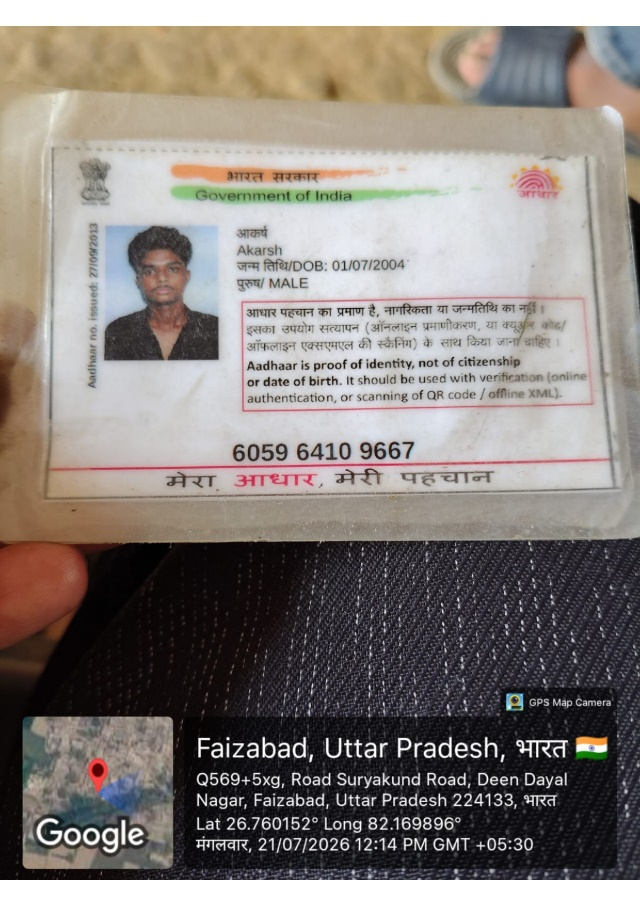 भारत सरकार
Government of India
आधार
Aadhaar no. issued: 27/09/2013
आकर्ष
Akarsh
जन्म तिथि/DOB: 01/07/2004
पुरुष/ MALE
आधार पहचान का प्रमाण है, नागरिकता या जन्मतिथि का नहीं।
इसका उपयोग सत्यापन (ऑनलाइन प्रमाणीकरण, या क्यूआर कोड/
ऑफलाइन एक्सएमएल की स्कैनिंग) के साथ किया जाना चाहिए।
Aadhaar is proof of identity, not of citizenship
or date of birth. It should be used with verification (online
authentication, or scanning of QR code / offline XML).
6059 6410 9667
मेरा आधार, मेरी पहचान
GPS Map Camera
Faizabad, Uttar Pradesh, भारत
Q569+5xg, Road Suryakund Road, Deen Dayal
Nagar, Faizabad, Uttar Pradesh 224133, भारत
Lat 26.760152° Long 82.169896°
मंगलवार, 21/07/2026 12:14 PM GMT +05:30
Google